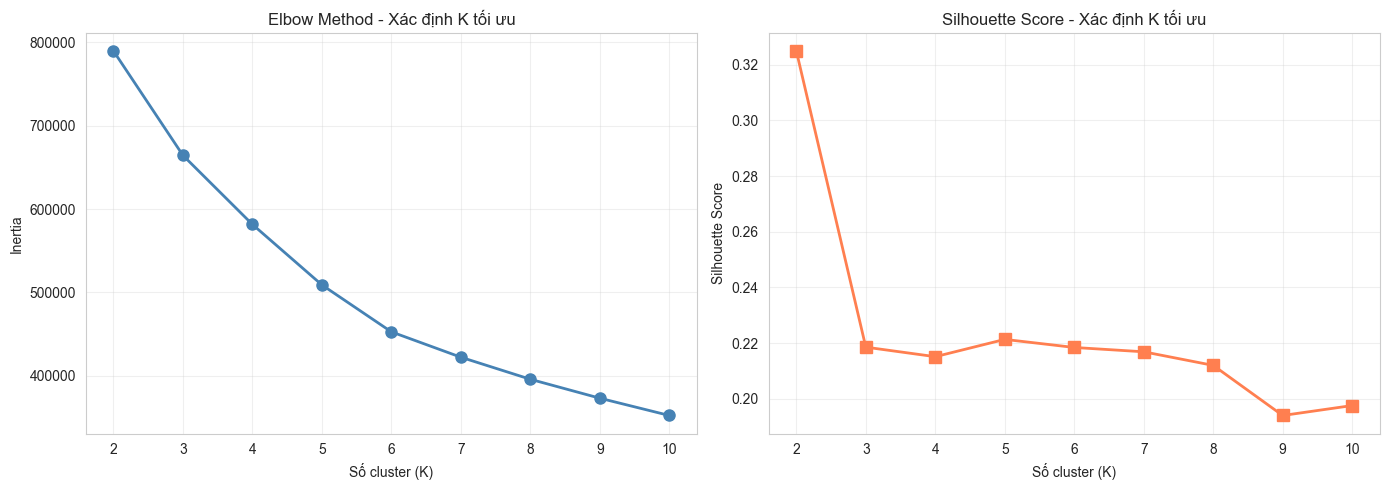 Elbow Method - Xác định K tối ưu
800000
700000
600000
500000
400000
Inertia
2 3 4 5 6 7 8 9 10
Số cluster (K)
Silhouette Score - Xác định K tối ưu
0.32
0.30
0.28
0.26
0.24
0.22
0.20
Silhouette Score
2 3 4 5 6 7 8 9 10
Số cluster (K)